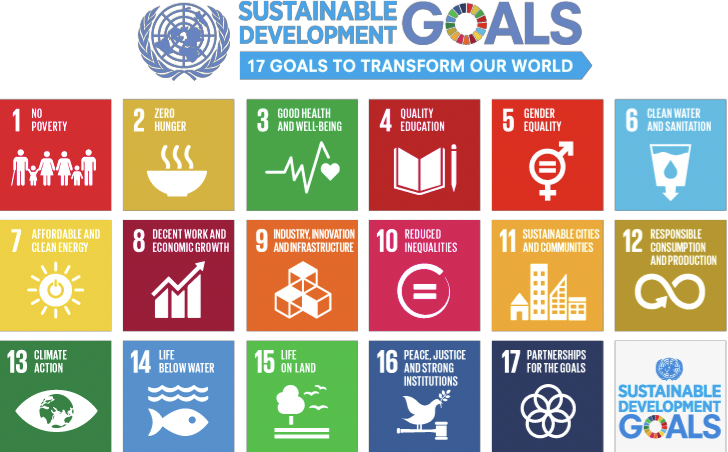 SUSTAINABLE
DEVELOPMENT
GOALS
17 GOALS TO TRANSFORM OUR WORLD
1 NO
POVERTY
2 ZERO
HUNGER
3 GOOD HEALTH
AND WELL-BEING
4 QUALITY
EDUCATION
5 GENDER
EQUALITY
6 CLEAN WATER
AND SANITATION
7 AFFORDABLE AND
CLEAN ENERGY
8 DECENT WORK AND
ECONOMIC GROWTH
9 INDUSTRY, INNOVATION
AND INFRASTRUCTURE
10 REDUCED
INEQUALITIES
11 SUSTAINABLE CITIES
AND COMMUNITIES
12 RESPONSIBLE
CONSUMPTION
AND PRODUCTION
13 CLIMATE
ACTION
14 LIFE
BELOW WATER
15 LIFE
ON LAND
16 PEACE, JUSTICE
AND STRONG
INSTITUTIONS
17 PARTNERSHIPS
FOR THE GOALS
SUSTAINABLE
DEVELOPMENT
GOALS